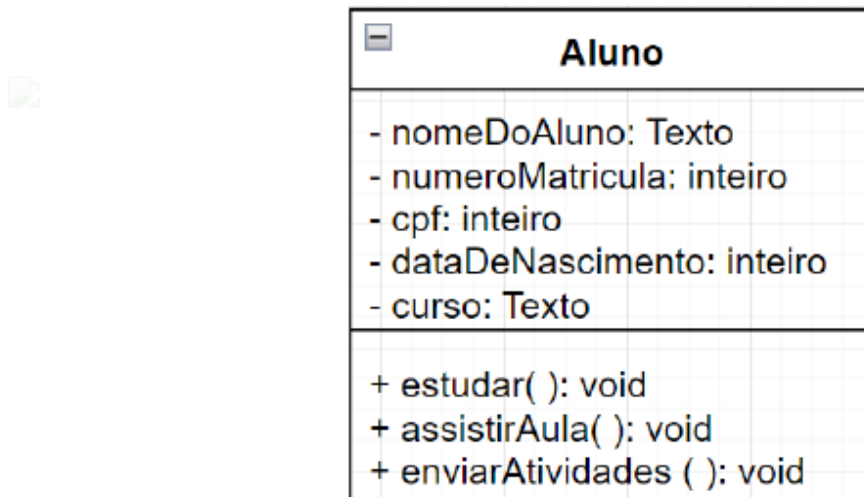 Aluno
- nomeDoAluno: Texto
- numeroMatricula: inteiro
- cpf: inteiro
- dataDeNascimento: inteiro
- curso: Texto
+ estudar( ): void
+ assistirAula( ): void
+ enviarAtividades ( ): void